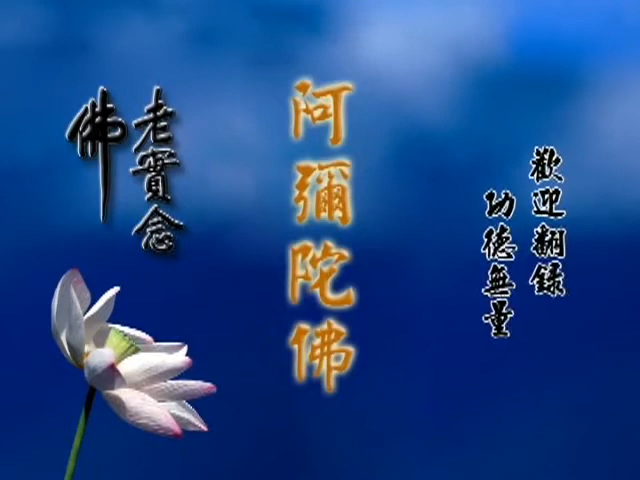 歡迎翻錄
功德無量
阿彌陀佛
老實念
佛